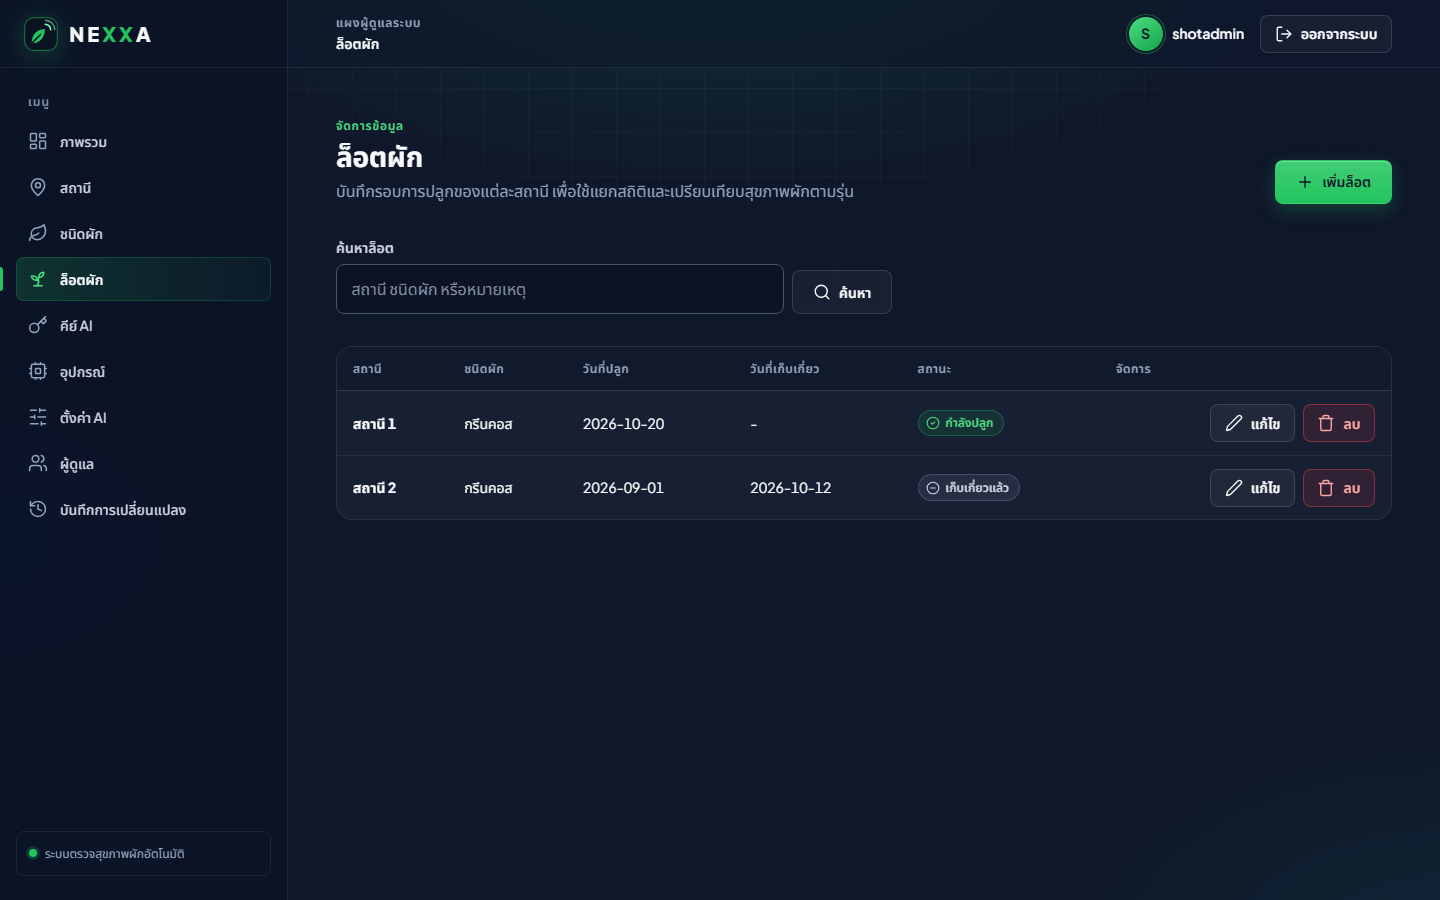 NEXXA
แผงผู้ดูแลระบบ
ล็อตผัก
S shotadmin ออกจากระบบ
เมนู
ภาพรวม
สถานี
ชนิดผัก
ล็อตผัก
คีย์ AI
อุปกรณ์
ตั้งค่า AI
ผู้ดูแล
บันทึกการเปลี่ยนแปลง
ระบบตรวจสุขภาพผักอัตโนมัติ
จัดการข้อมูล
ล็อตผัก
บันทึกรอบการปลูกของแต่ละสถานี เพื่อใช้แยกสถิติและเปรียบเทียบสุขภาพผักตามรุ่น
เพิ่มล็อต
ค้นหาล็อต
สถานี ชนิดผัก หรือหมายเหตุ ค้นหา
สถานี ชนิดผัก วันที่ปลูก วันที่เก็บเกี่ยว สถานะ จัดการ
สถานี 1 กรีนคอส 2026-10-20 - กำลังปลูก แก้ไข ลบ
สถานี 2 กรีนคอส 2026-09-01 2026-10-12 เก็บเกี่ยวแล้ว แก้ไข ลบ